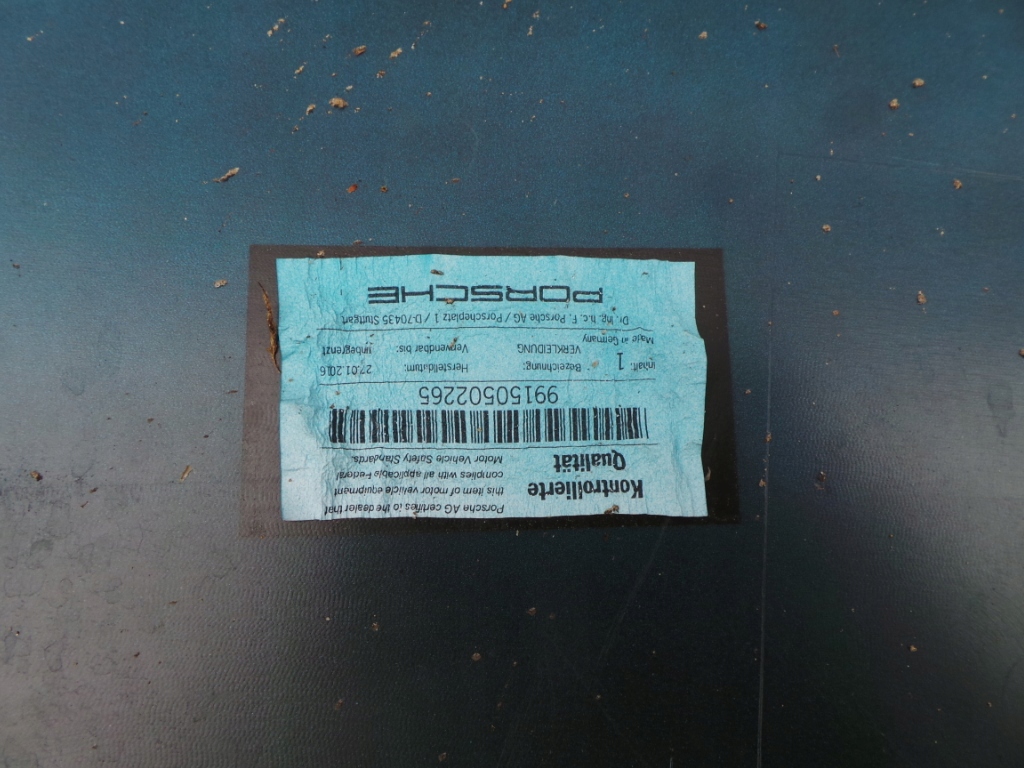 Kontrollierte
Qualität
Porsche AG certifies to the dealer that
this item of motor vehicle equipment
complies with all applicable Federal
Motor Vehicle Safety Standards.
99150502265
Inhalt: Bezeichnung: Herstelldatum: 27.01.2016
1 VERKLEIDUNG Verwendbar bis: unbegrenzt
Made in Germany
Dr. Ing. h.c. F. Porsche AG / Porscheplatz 1 / D-70435 Stuttgart
PORSCHE